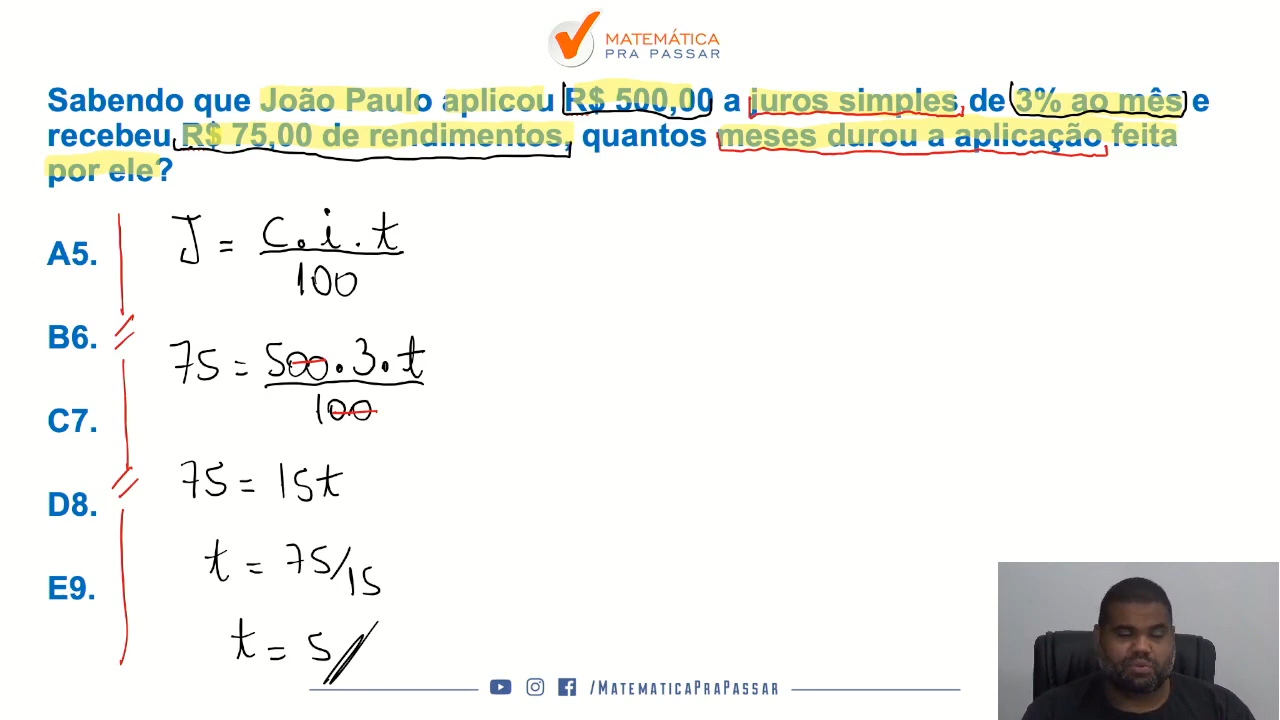 MATEMÁTICA
PRA PASSAR
Sabendo que João Paulo aplicou R$ 500,00 a juros simples de 3% ao mês e
recebeu R$ 75,00 de rendimentos, quantos meses durou a aplicação feita
por ele?
A5.
B6.
C7.
D8.
E9.
J = C.i.t
100
75 = 500.3.t
100
75 = 15t
t = 75/15
t = 5
/MatematicaPraPassar